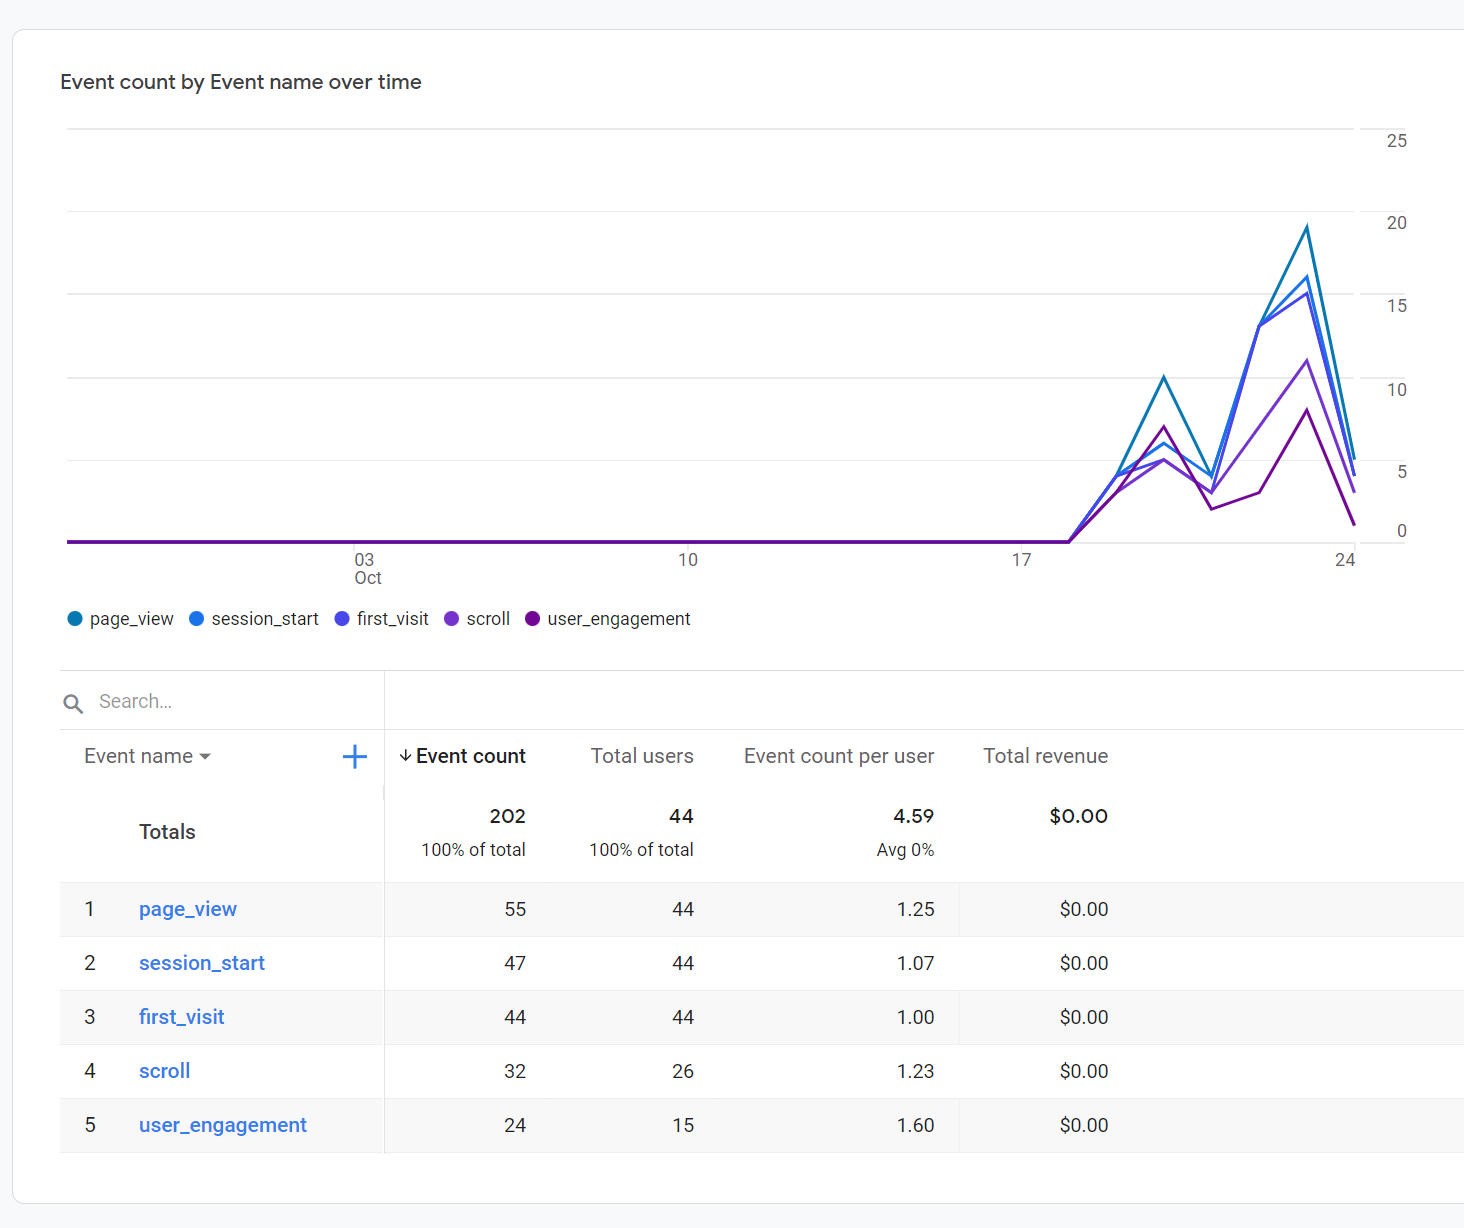 Event count by Event name over time
25
20
15
10
5
0
03 10 17 24
Oct
page_view session_start first_visit scroll user_engagement
Search...
Event name Event count Total users Event count per user Total revenue
Totals 202 44 4.59 $0.00
100% of total 100% of total Avg 0%
1 page_view 55 44 1.25 $0.00
2 session_start 47 44 1.07 $0.00
3 first_visit 44 44 1.00 $0.00
4 scroll 32 26 1.23 $0.00
5 user_engagement 24 15 1.60 $0.00